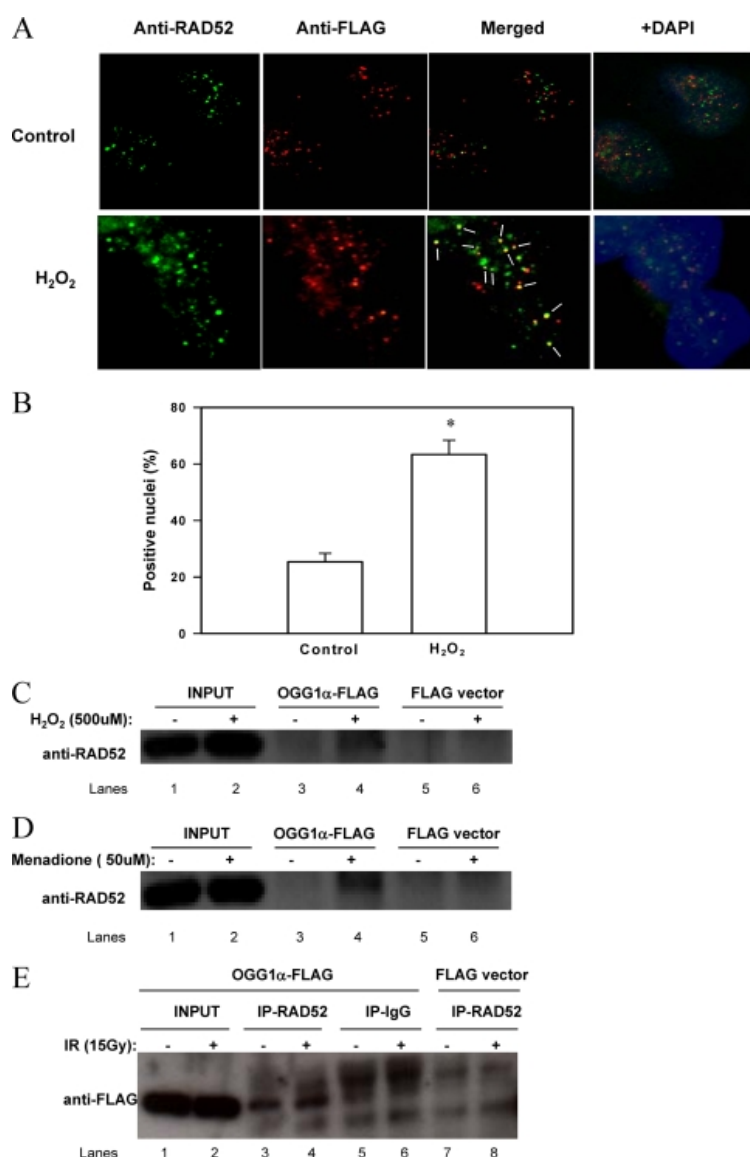 A
Anti-RAD52 Anti-FLAG Merged +DAPI
Control
H₂O₂
B
Positive nuclei (%)
80
60
40
20
0
*
Control H₂O₂
C
INPUT OGG1α-FLAG FLAG vector
H₂O₂ (500uM): - + - + - +
anti-RAD52
Lanes 1 2 3 4 5 6
D
INPUT OGG1α-FLAG FLAG vector
Menadione ( 50uM): - + - + - +
anti-RAD52
Lanes 1 2 3 4 5 6
E
OGG1α-FLAG FLAG vector
INPUT IP-RAD52 IP-IgG IP-RAD52
IR (15Gy): - + - + - + - +
anti-FLAG
Lanes 1 2 3 4 5 6 7 8